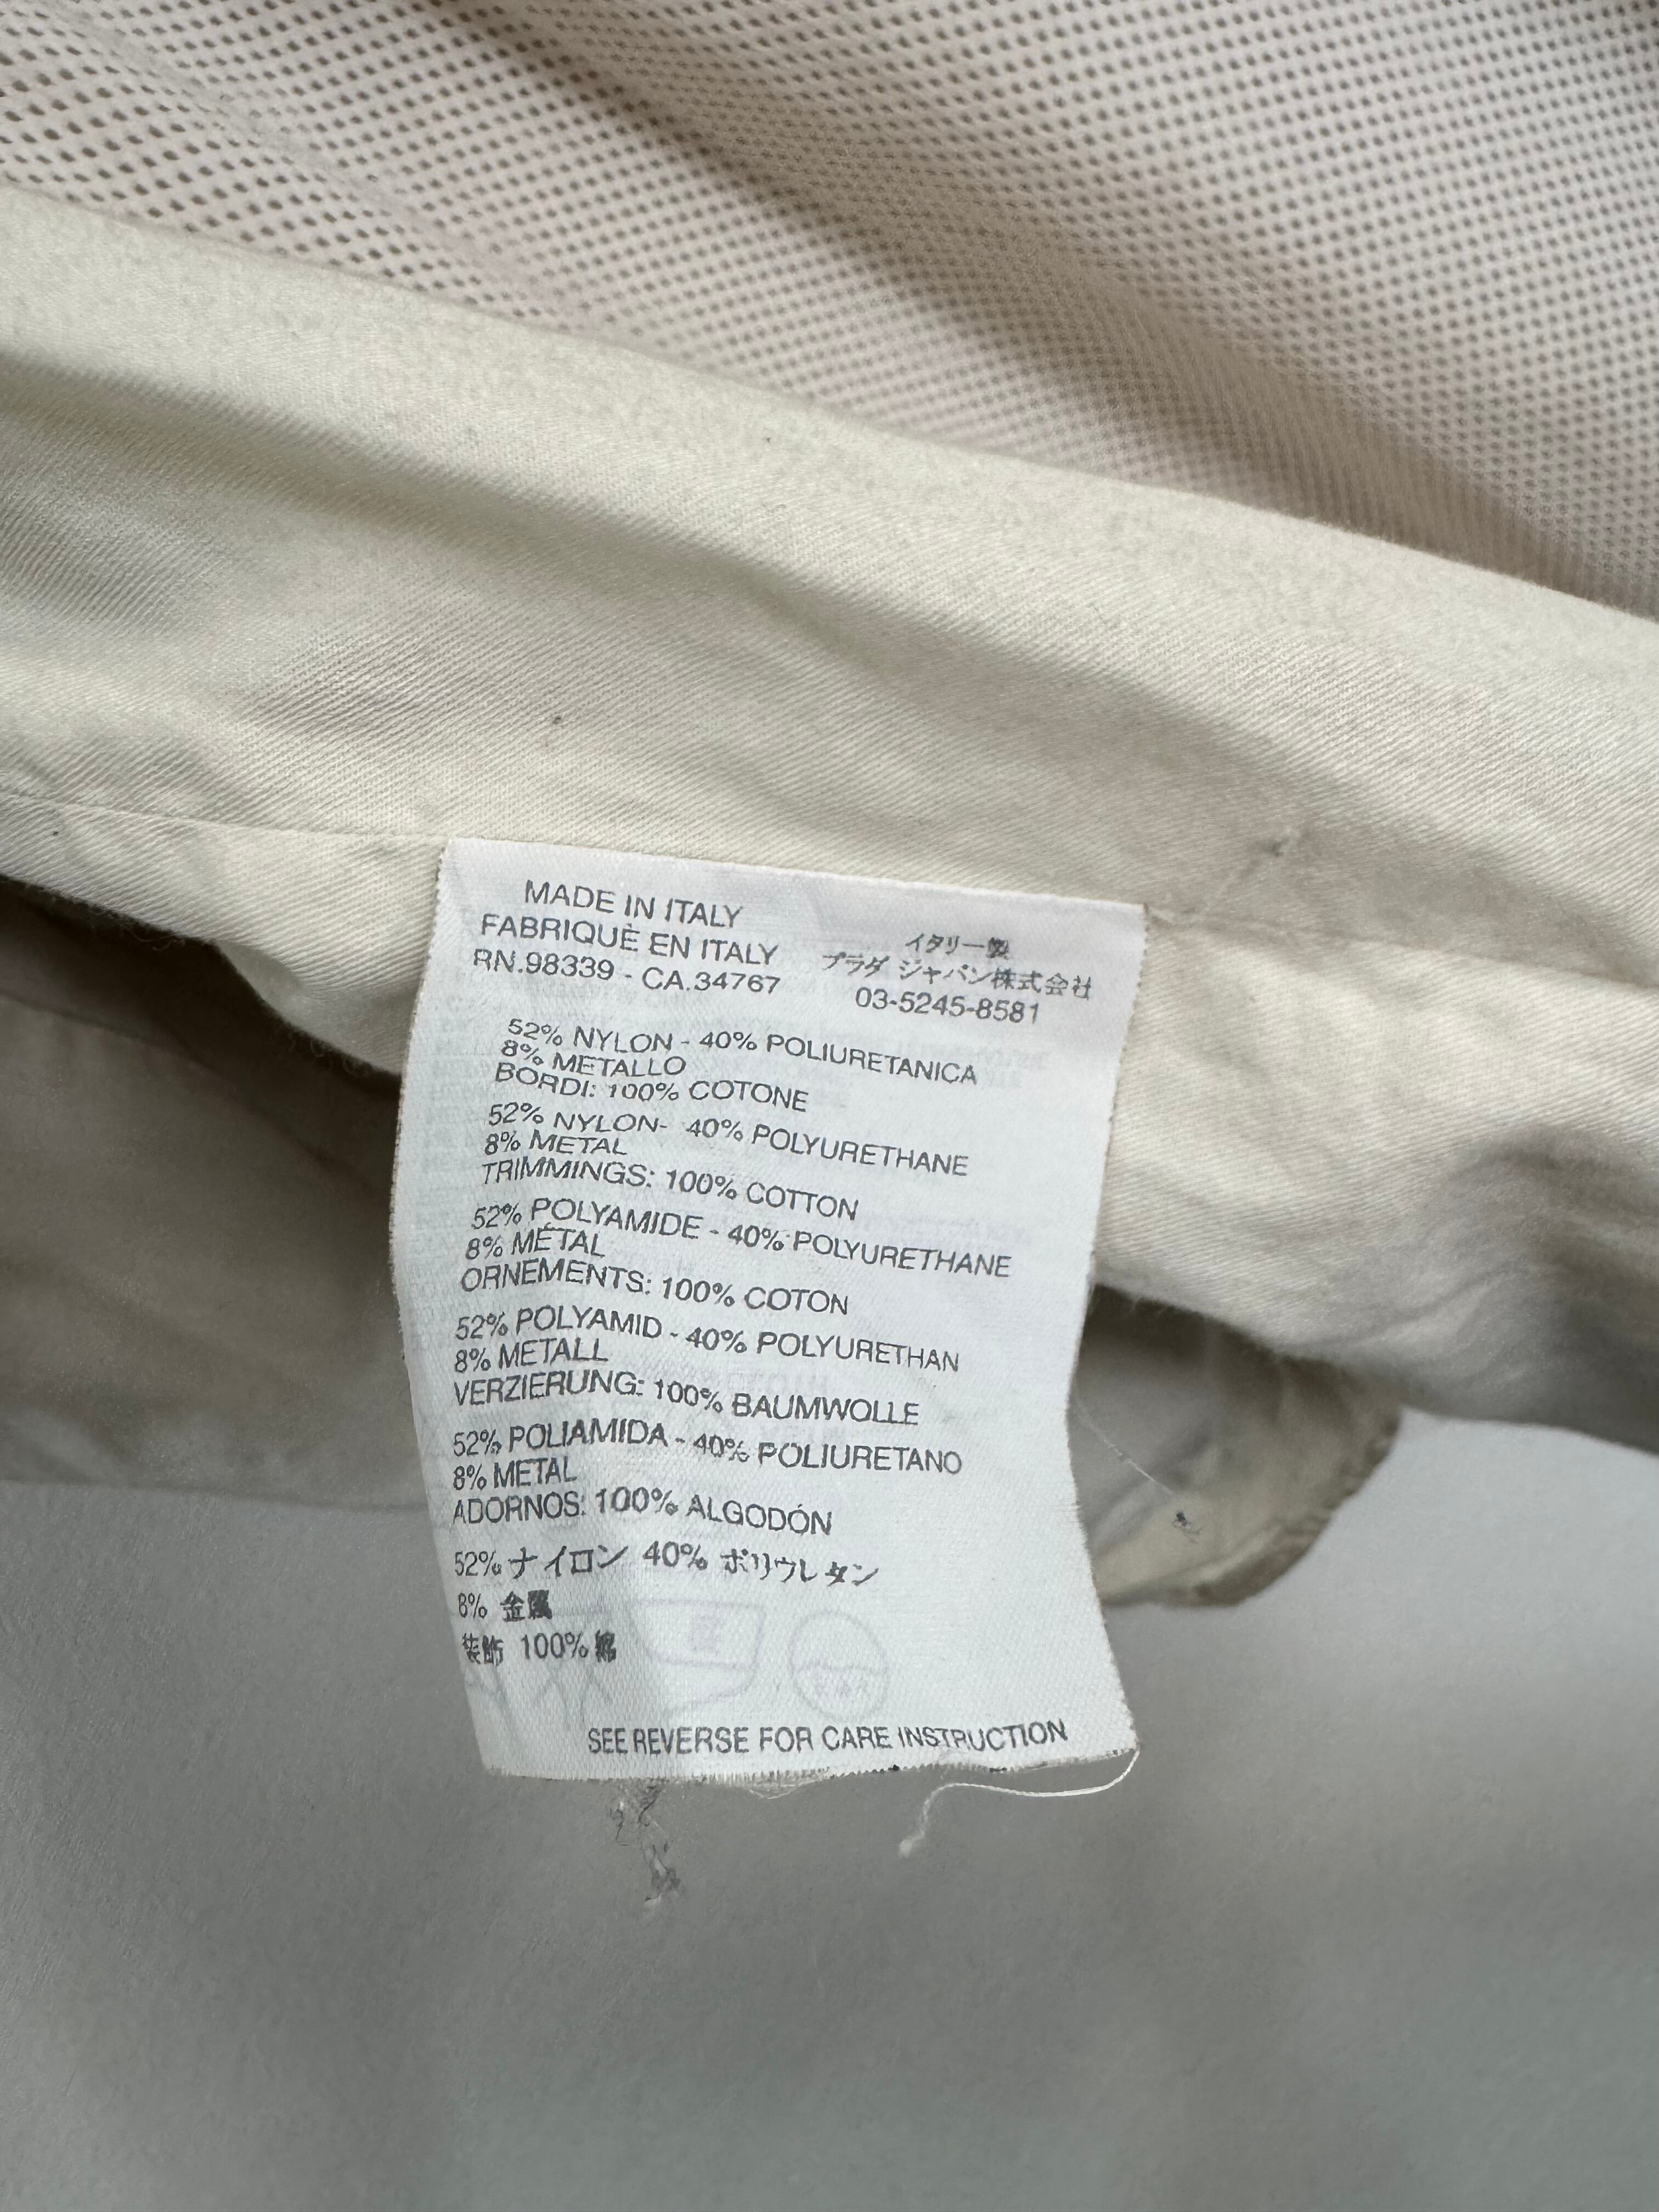 MADE IN ITALY
FABRIQUÈ EN ITALY
RN.98339 - CA.34767
イタリー製
プラダ ジャパン株式会社
03-5245-8581
52% NYLON - 40% POLIURETANICA
8% METALLO
BORDI: 100% COTONE
52% NYLON- 40% POLYURETHANE
8% METAL
TRIMMINGS: 100% COTTON
52% POLYAMIDE - 40% POLYURETHANE
8% MÉTAL
ORNEMENTS: 100% COTON
52% POLYAMID - 40% POLYURETHAN
8% METALL
VERZIERUNG: 100% BAUMWOLLE
52% POLIAMIDA - 40% POLIURETANO
8% METAL
ADORNOS: 100% ALGODÓN
52% ナイロン 40% ポリウレタン
8% 金属
装飾 100% 綿
SEE REVERSE FOR CARE INSTRUCTION